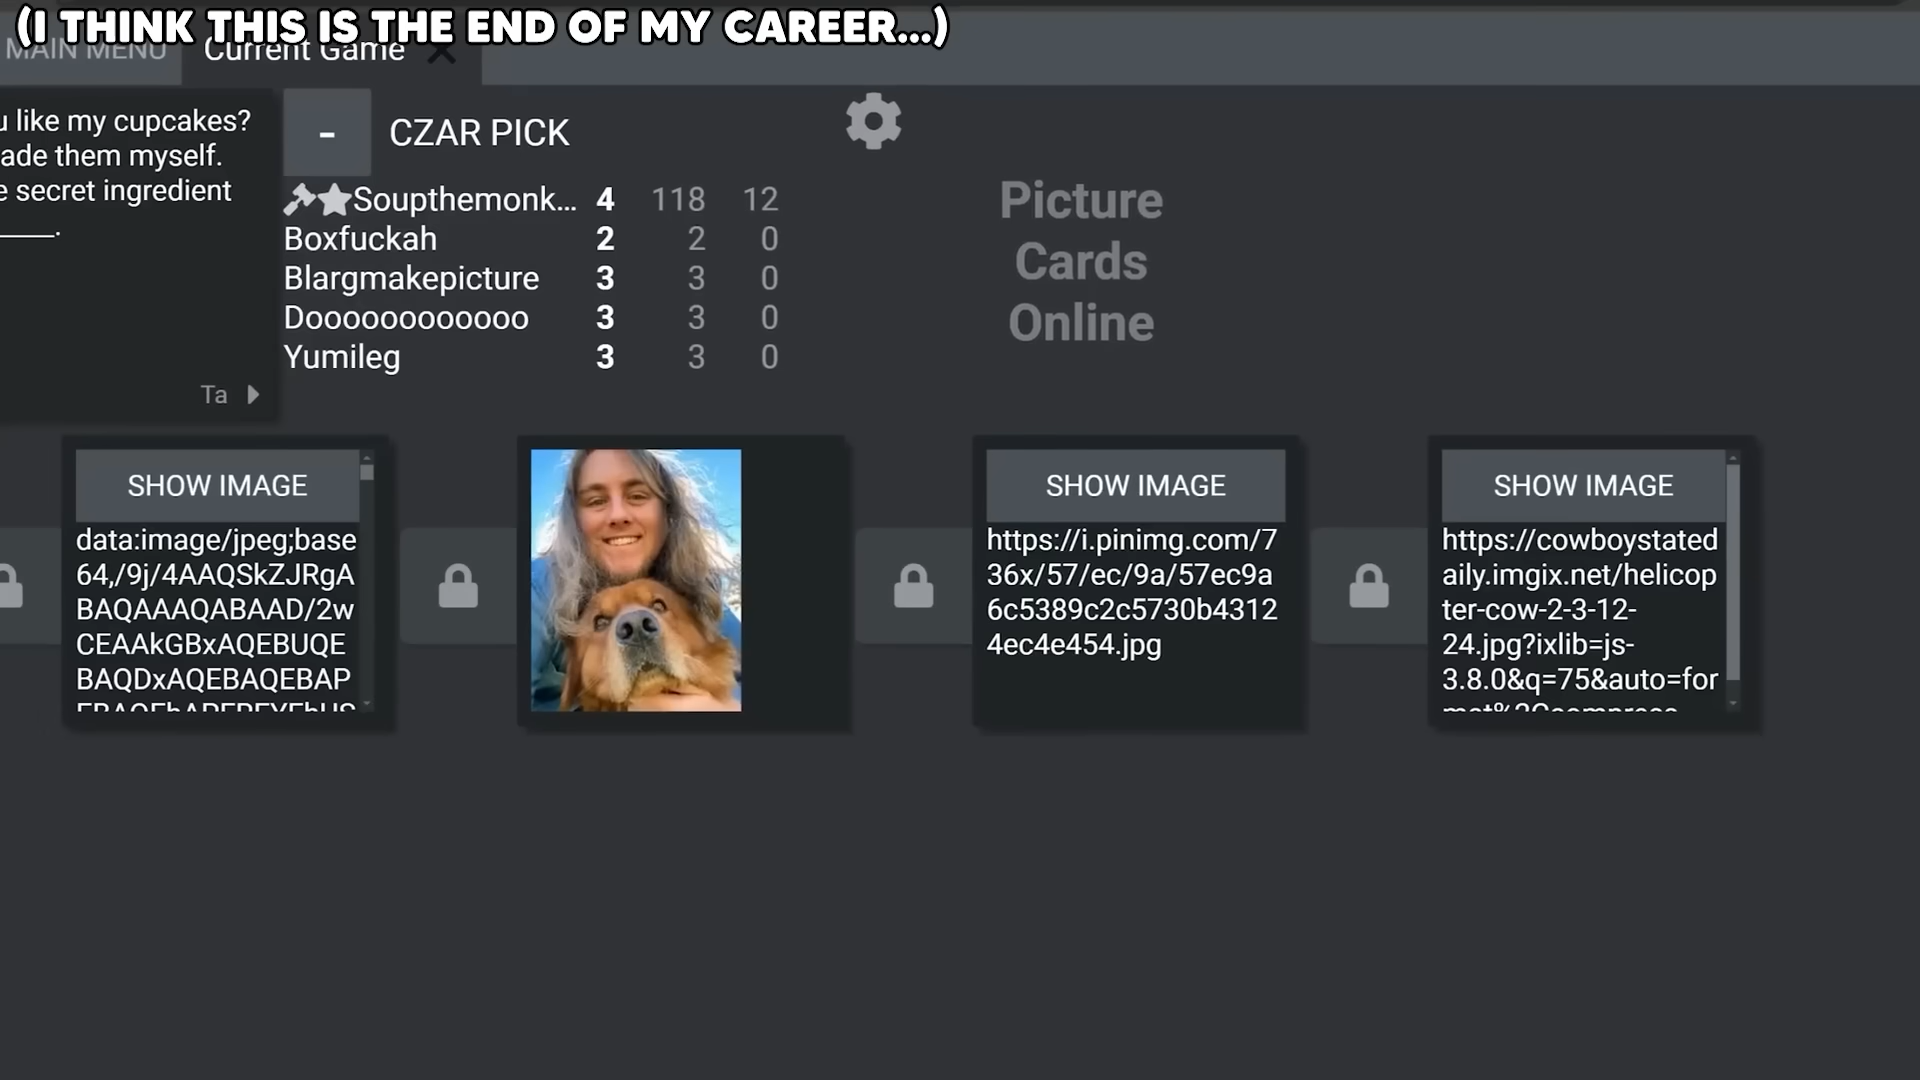 (I THINK THIS IS THE END OF MY CAREER...)
MAIN MENU Current Game
u like my cupcakes?
ade them myself.
e secret ingredient
____.
Ta
- CZAR PICK
Soupthemonk... 4 118 12
Boxfuckah 2 2 0
Blargmakepicture 3 3 0
Doooooooooooo 3 3 0
Yumileg 3 3 0
Picture
Cards
Online
SHOW IMAGE
data:image/jpeg;base
64,/9j/4AAQSkZJRgA
BAQAAAQABAAD/2w
CEAAkGBxAQEBUQE
BAQDxAQEBAQEBAP
SHOW IMAGE
https://i.pinimg.com/7
36x/57/ec/9a/57ec9a
6c5389c2c5730b4312
4ec4e454.jpg
SHOW IMAGE
https://cowboystated
aily.imgix.net/helicop
ter-cow-2-3-12-
24.jpg?ixlib=js-
3.8.0&q=75&auto=for